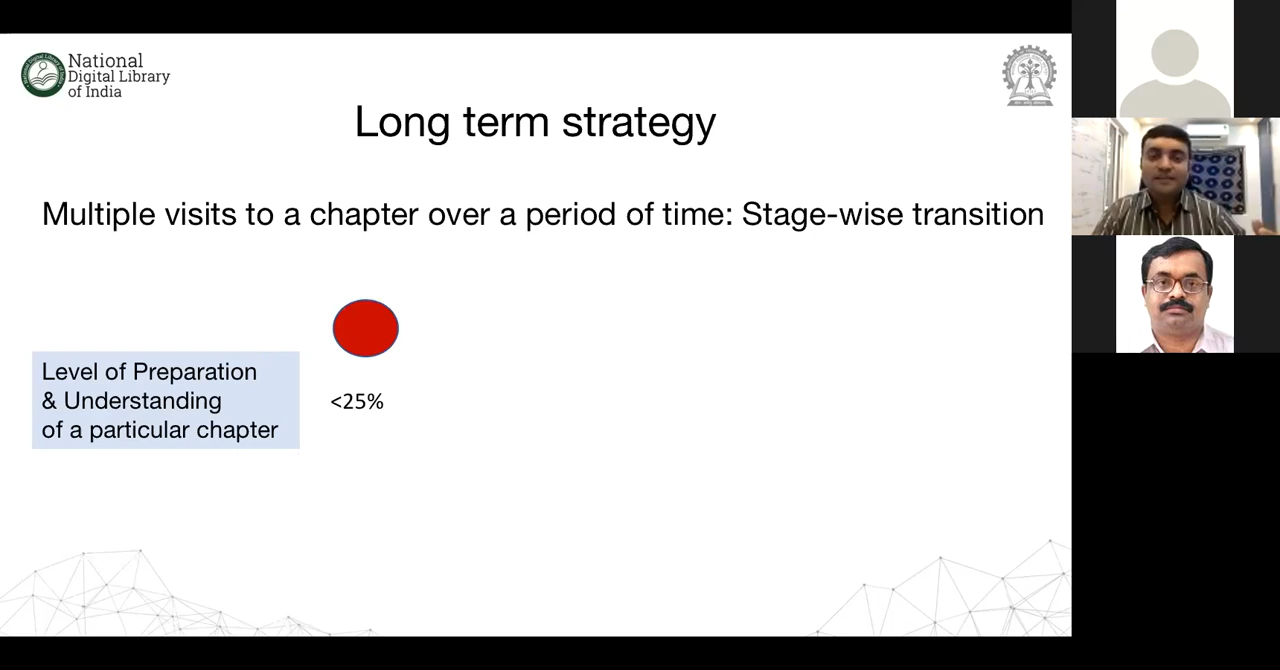 National
Digital Library
of India
Long term strategy
Multiple visits to a chapter over a period of time: Stage-wise transition
Level of Preparation
& Understanding
of a particular chapter
<25%